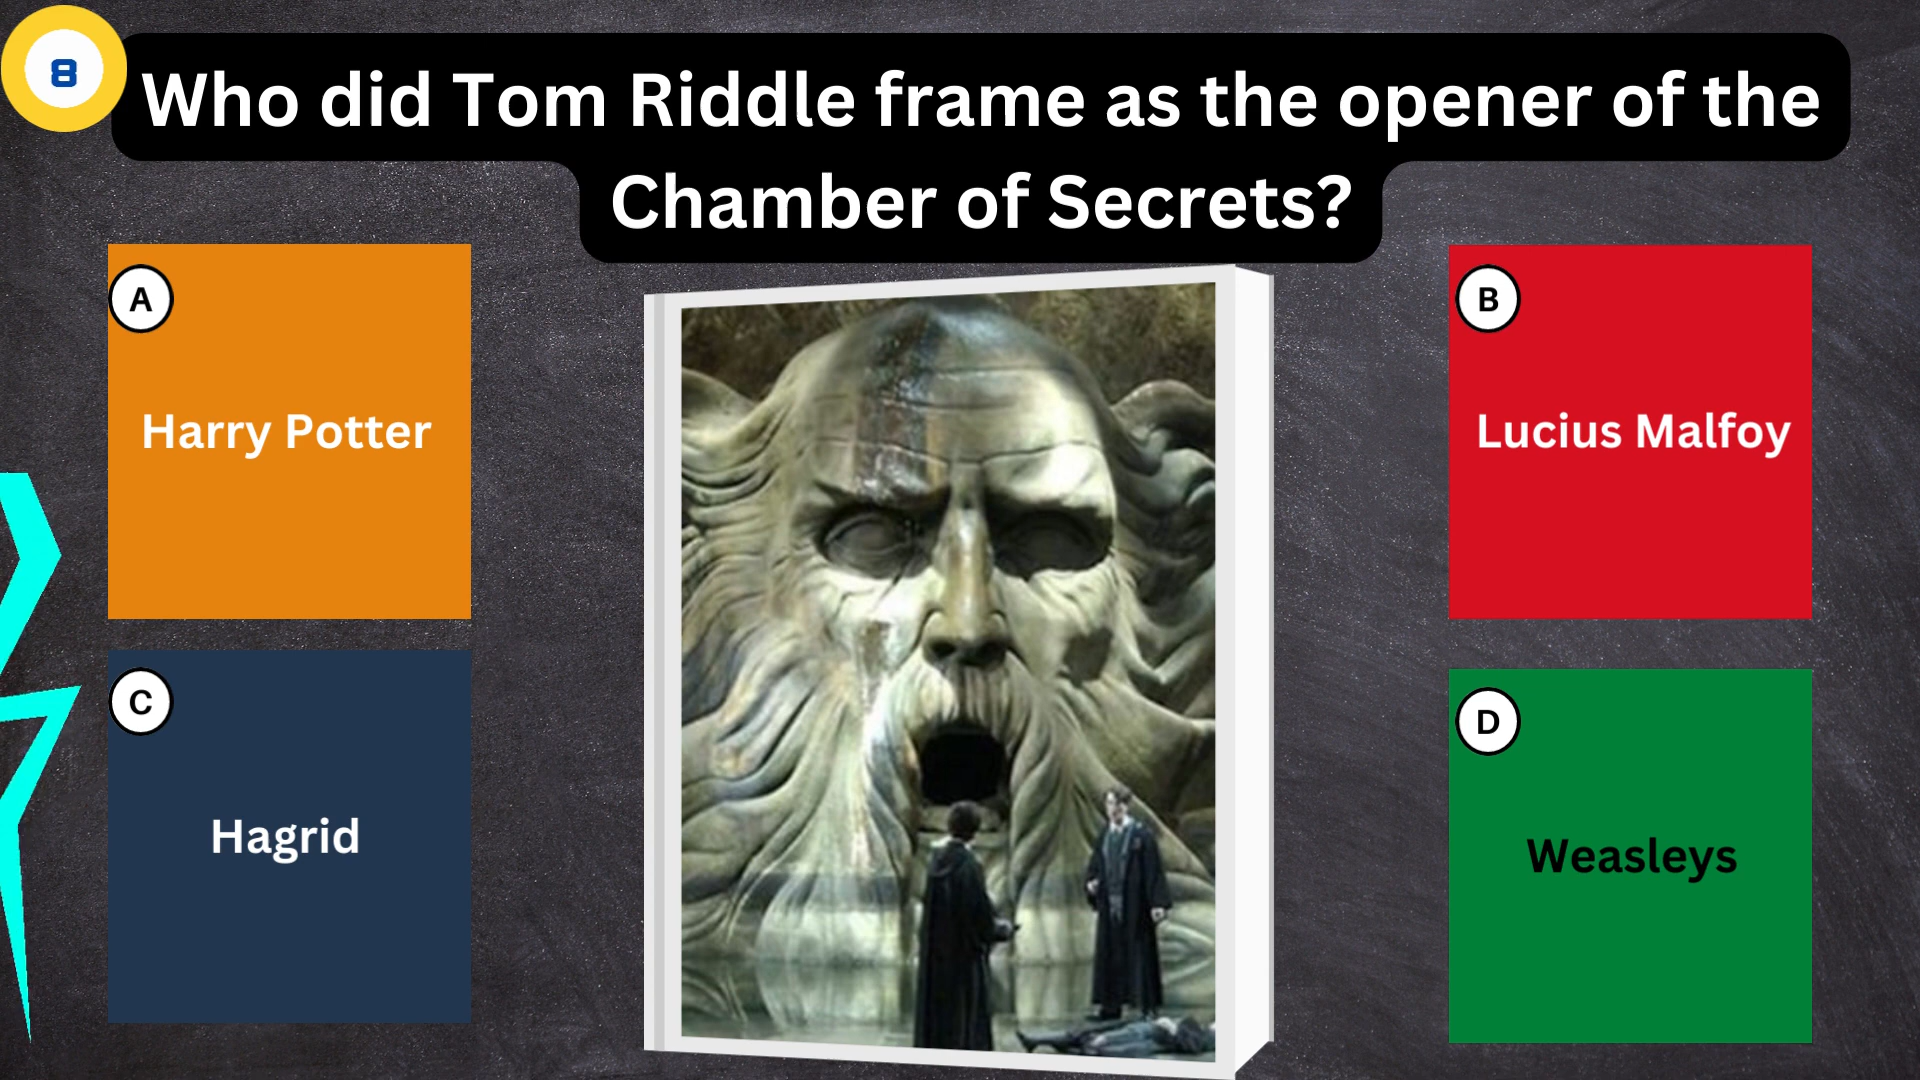 8
Who did Tom Riddle frame as the opener of the
Chamber of Secrets?
A
Harry Potter
B
Lucius Malfoy
C
Hagrid
D
Weasleys